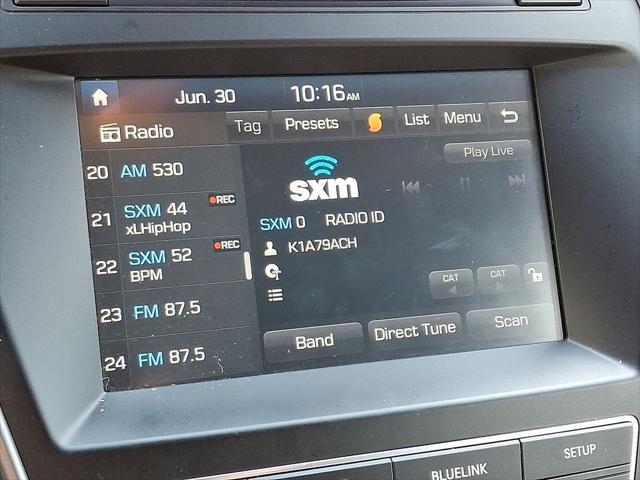 Jun. 30 10:16 AM
Radio Tag Presets List Menu
20 AM 530
21 SXM 44 REC
xLHipHop
22 SXM 52 REC
BPM
23 FM 87.5
24 FM 87.5
Play Live
sxm
SXM 0 RADIO ID
K1A79ACH
CAT CAT
Band Direct Tune Scan
BLUELINK SETUP